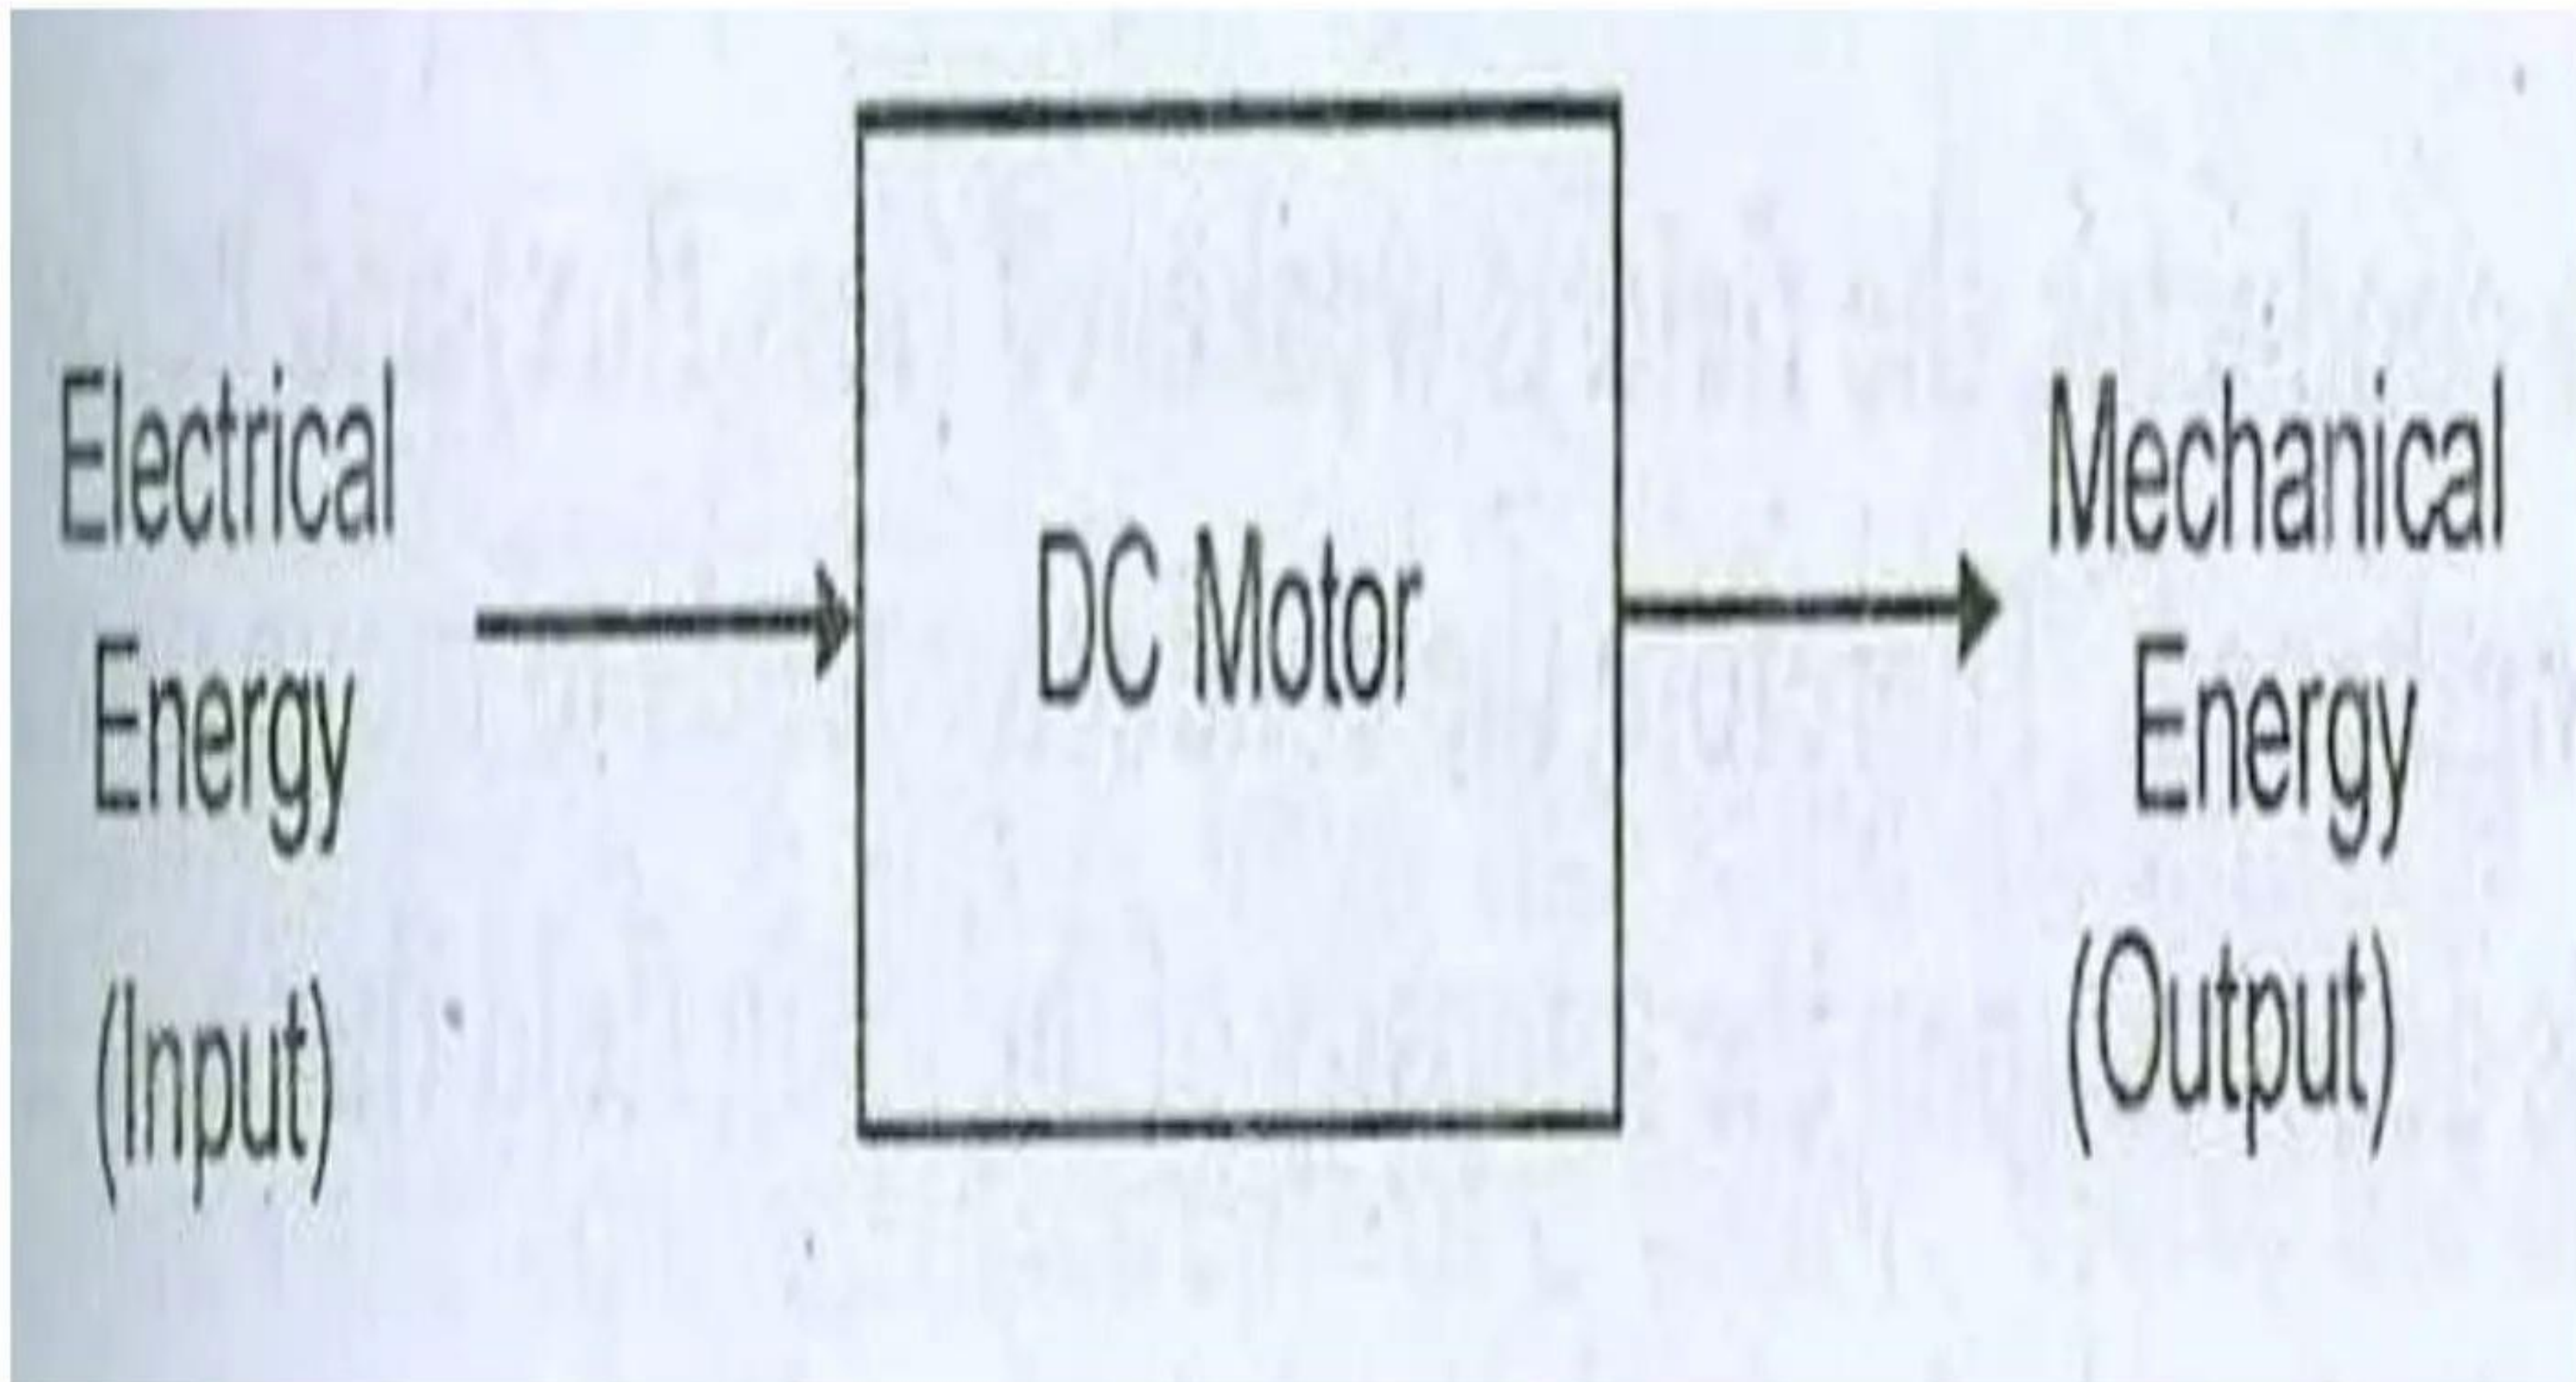 Electrical
Energy
(Input)
DC Motor
Mechanical
Energy
(Output)